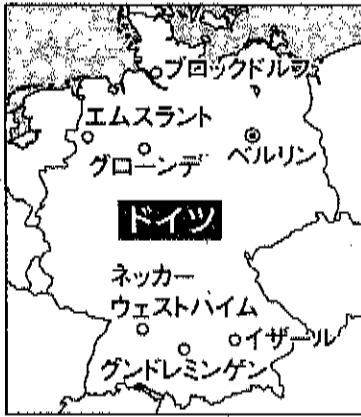 ブロックドルフ
エムスラント
グローンデ
ベルリン
ドイツ
ネッカー
ウェストハイム
イザール
グンドレミンゲン